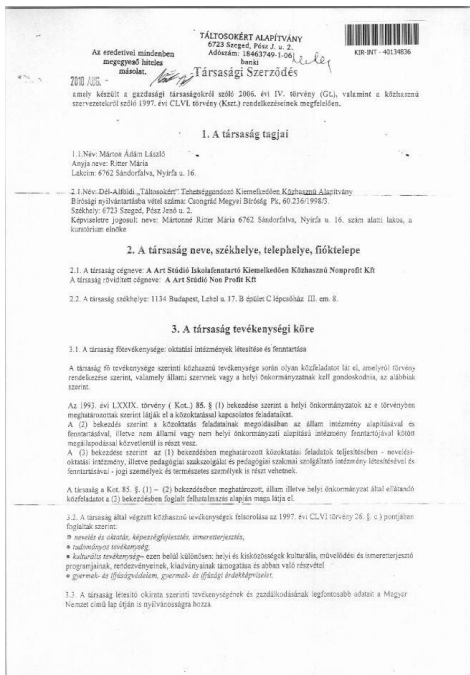 TÁLTOSOKÉRT ALAPÍTVÁNY
6723 Szeged, Pósz J. u. 2.
Adószám: 18463749-1-06
banki
KIR-INT - 40134836
Az eredetivel mindenben
megegyező hiteles
másolat.
2010 AUG. -
Társasági Szerződés
amely készült a gazdasági társaságokról szóló 2006. évi IV. törvény (Gt.), valamint a közhasznú
szervezetekről szóló 1997. évi CLVI. törvény (Kszt.) rendelkezéseinek megfelelően.
1. A társaság tagjai
1.1.Név: Márton Ádám László
Anyja neve: Ritter Mária
Lakcím: 6762 Sándorfalva, Nyírfa u. 16.
2.1.Név: Dél-Alföldi „Táltosokért” Tehetséggondozó Kiemelkedően Közhasznú Alapítvány
Bírósági nyilvántartásba vétel száma: Csongrád Megyei Bíróság Pk. 60.236/1998/3.
Székhely: 6723 Szeged, Pósz Jenő u. 2.
Képviseletre jogosult neve: Mártonné Ritter Mária 6762 Sándorfalva, Nyírfa u. 16. szám alatti lakos, a
kuratórium elnöke
2. A társaság neve, székhelye, telephelye, fióktelepe
2.1. A társaság cégneve: A Art Stúdió Iskolafenntartó Kiemelkedően Közhasznú Nonprofit Kft
A társaság rövidített cégneve: A Art Stúdió Non Profit Kft
2.2. A társaság székhelye: 1134 Budapest, Lehel u. 17. B épület C lépcsőház III. em. 8.
3. A társaság tevékenységi köre
3.1. A társaság főtevékenysége: oktatási intézmények létesítése és fenntartása
A társaság fő tevékenysége szerinti közhasznú tevékenysége során olyan közfeladatot lát el, amelyről törvény
rendelkezése szerint, valamely állami szervnek vagy a helyi önkormányzatnak kell gondoskodnia, az alábbiak
szerint.
Az 1993. évi LXXIX. törvény ( Kot.) 85. § (1) bekezdése szerint a helyi önkormányzatok az e törvényben
meghatározottak szerint látják el a közoktatással kapcsolatos feladataikat.
A (2) bekezdés szerint a közoktatás feladatainak megoldásában az állam intézmény alapításával és
fenntartásával, illetve nem állami vagy nem helyi önkormányzati alapítású intézmény fenntartójával kötött
megállapodással közvetlenül is részt vesz.
A (3) bekezdése szerint az (1) bekezdésben meghatározott közoktatási feladatok teljesítésében - nevelési-
oktatási intézmény, illetve pedagógiai szakszolgálat és pedagógiai szakmai szolgáltató intézmény létesítésével és
fenntartásával - jogi személyek és természetes személyek is részt vehetnek.
A társaság a Kot. 85. §. (1) – (2) bekezdésében meghatározott, állam illetve helyi önkormányzat által ellátandó
közfeladatot a (3) bekezdésben foglalt felhatalmazás alapján maga látja el.
3.2. A társaság által végzett közhasznú tevékenységek felsorolása az 1997. évi CLVI törvény 26. §. c ) pontjában
foglaltak szerint:
• nevelés és oktatás, képességfejlesztés, ismeretterjesztés,
• tudományos tevékenység,
• kulturális tevékenység– ezen belül különösen: helyi és kisközösségek kulturális, művelődési és ismeretterjesztő
programjainak, rendezvényeinek, kiadványainak támogatása és abban való részvétel
• gyermek- és ifjúságvédelem, gyermek- és ifjúsági érdekképviselet.
3.3. A társaság létesítő okirata szerinti tevékenységének és gazdálkodásának legfontosabb adatait a Magyar
Nemzet című lap útján is nyilvánosságra hozza.